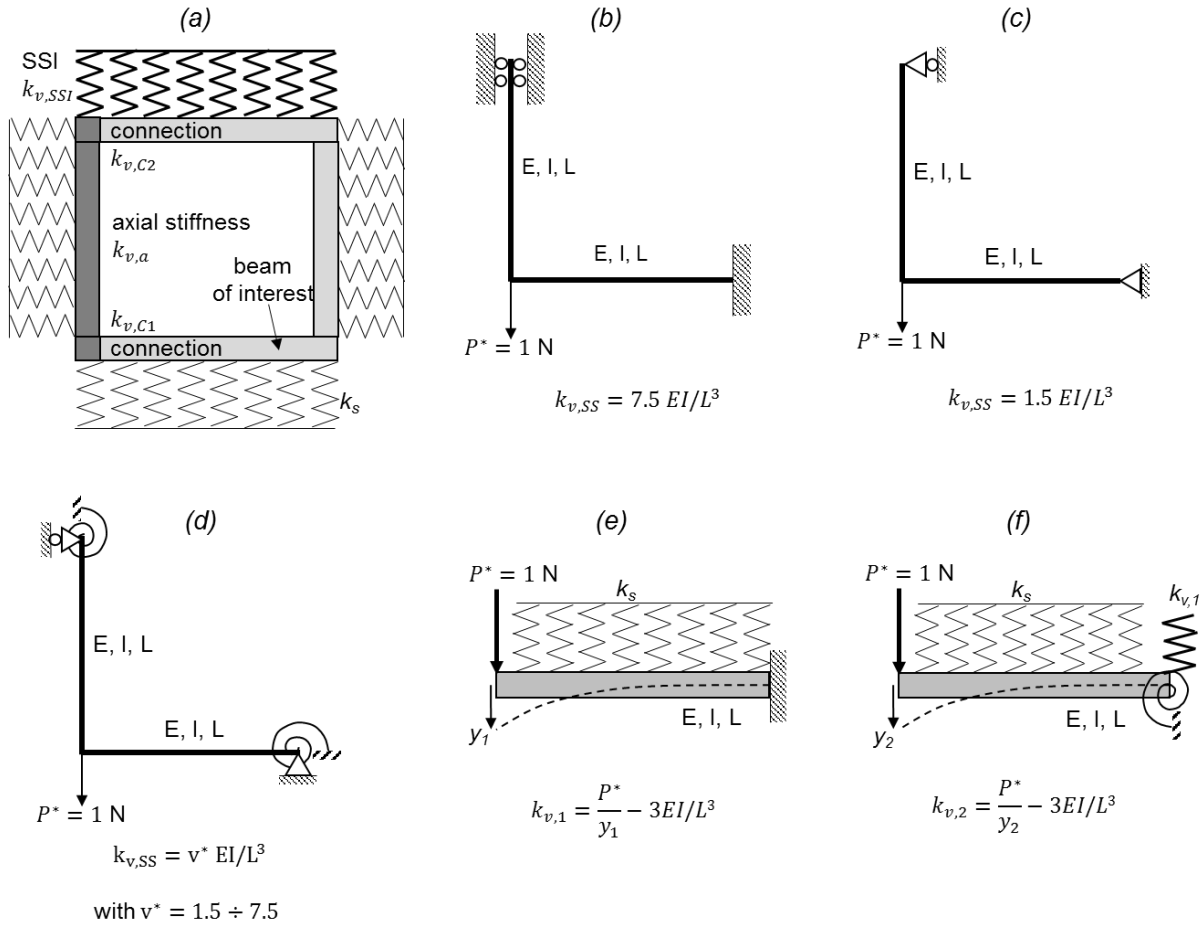 (a)
SSI
k_{v,SSI}
connection
k_{v,C2}
axial stiffness
k_{v,a}
beam
of interest
k_{v,C1}
connection
k_s
(b)
E, I, L
E, I, L
P^* = 1 N
k_{v,SS} = 7.5 EI/L³
(c)
E, I, L
E, I, L
P^* = 1 N
k_{v,SS} = 1.5 EI/L³
(d)
E, I, L
E, I, L
P^* = 1 N
k_{v,SS} = v^* EI/L³
with v^* = 1.5 ÷ 7.5
(e)
P^* = 1 N
k_s
E, I, L
y_1
k_{v,1} = P^*/y_1 − 3EI/L³
(f)
P^* = 1 N
k_s
k_{v,1}
E, I, L
y_2
k_{v,2} = P^*/y_2 − 3EI/L³